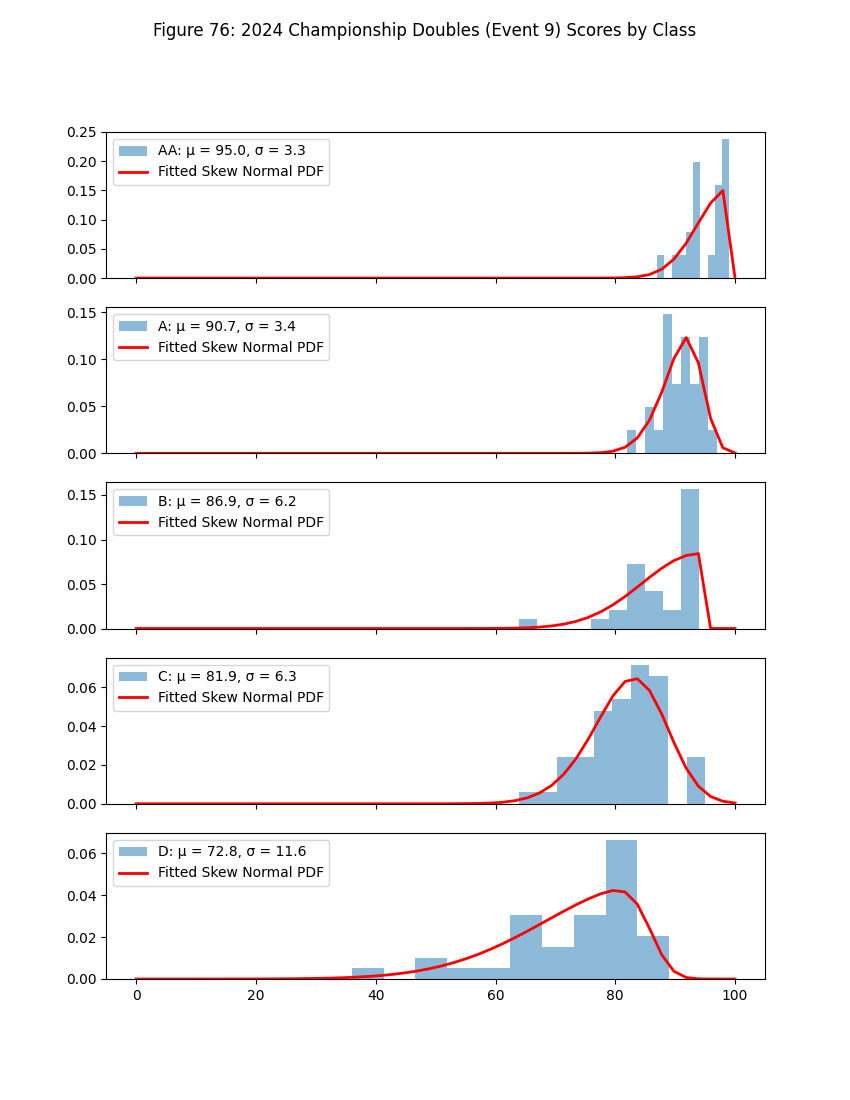 Figure 76: 2024 Championship Doubles (Event 9) Scores by Class
0.25
0.20
0.15
0.10
0.05
0.00
AA: μ = 95.0, σ = 3.3
Fitted Skew Normal PDF
0.15
0.10
0.05
0.00
A: μ = 90.7, σ = 3.4
Fitted Skew Normal PDF
0.15
0.10
0.05
0.00
B: μ = 86.9, σ = 6.2
Fitted Skew Normal PDF
0.06
0.04
0.02
0.00
C: μ = 81.9, σ = 6.3
Fitted Skew Normal PDF
0.06
0.04
0.02
0.00
D: μ = 72.8, σ = 11.6
Fitted Skew Normal PDF
0 20 40 60 80 100